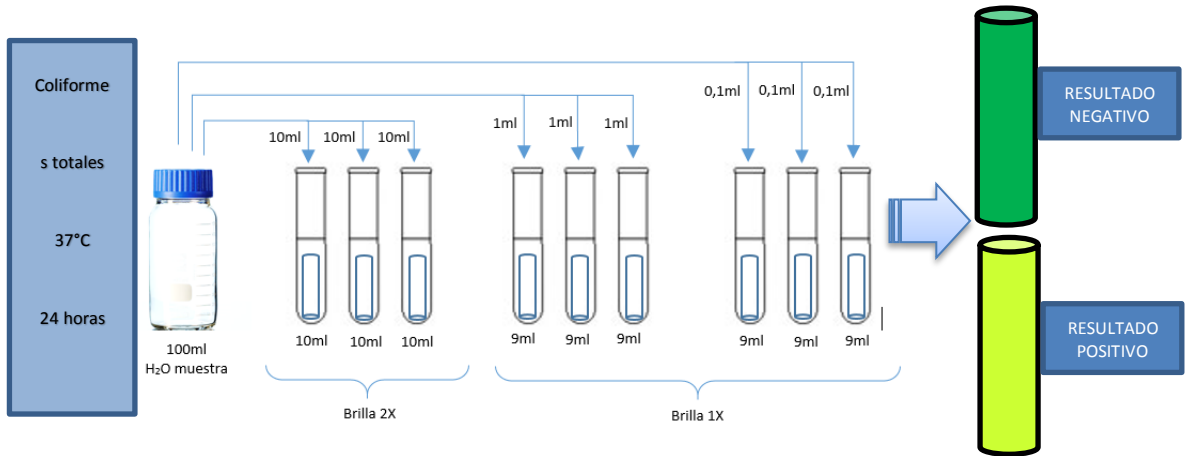 Coliforme
s totales
37°C
24 horas
100ml
H₂O muestra
10ml 10ml 10ml
1ml 1ml 1ml
0,1ml 0,1ml 0,1ml
10ml 10ml 10ml
9ml 9ml 9ml
9ml 9ml 9ml
Brilla 2X
Brilla 1X
RESULTADO
NEGATIVO
RESULTADO
POSITIVO